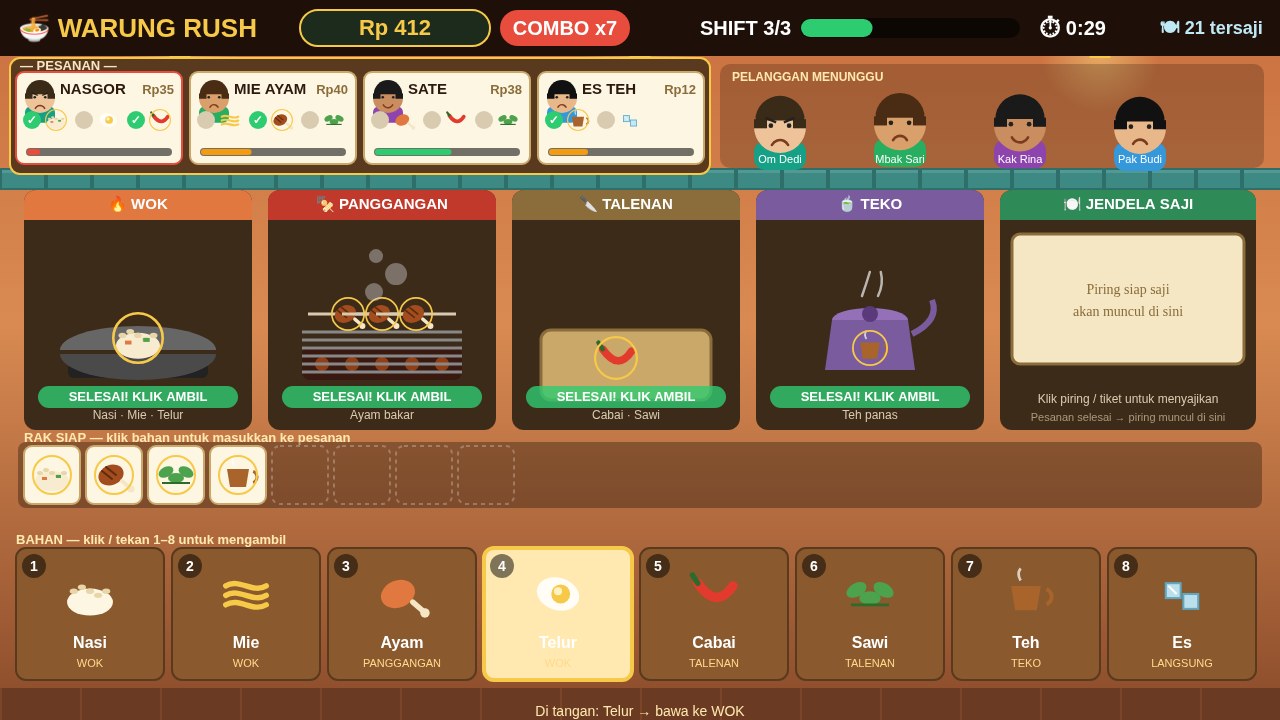 WARUNG RUSH
Rp 412
COMBO x7
SHIFT 3/3
0:29
21 tersaji
— PESANAN —
NASGOR Rp35
MIE AYAM Rp40
SATE Rp38
ES TEH Rp12
PELANGGAN MENUNGGU
Om Dedi
Mbak Sari
Kak Rina
Pak Budi
WOK
PANGGANGAN
TALENAN
TEKO
JENDELA SAJI
Piring siap saji
akan muncul di sini
SELESAI! KLIK AMBIL
Nasi · Mie · Telur
SELESAI! KLIK AMBIL
Ayam bakar
SELESAI! KLIK AMBIL
Cabai · Sawi
SELESAI! KLIK AMBIL
Teh panas
Klik piring / tiket untuk menyajikan
Pesanan selesai → piring muncul di sini
RAK SIAP — klik bahan untuk masukkan ke pesanan
BAHAN — klik / tekan 1–8 untuk mengambil
1
Nasi
WOK
2
Mie
WOK
3
Ayam
PANGGANGAN
4
Telur
WOK
5
Cabai
TALENAN
6
Sawi
TALENAN
7
Teh
TEKO
8
Es
LANGSUNG
Di tangan: Telur → bawa ke WOK